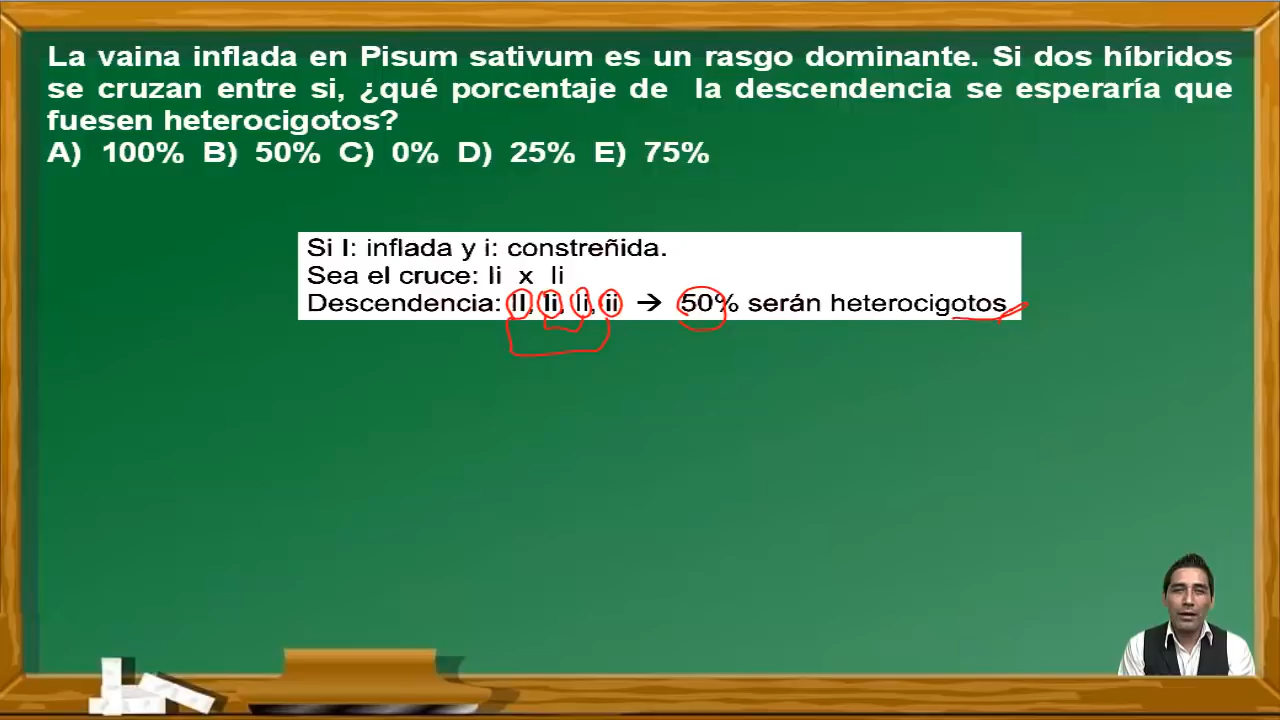 La vaina inflada en Pisum sativum es un rasgo dominante. Si dos híbridos
se cruzan entre si, ¿qué porcentaje de la descendencia se esperaría que
fuesen heterocigotos?
A) 100% B) 50% C) 0% D) 25% E) 75%
Si I: inflada y i: constreñida.
Sea el cruce: Ii x Ii
Descendencia: II, Ii, Ii, ii → 50% serán heterocigotos